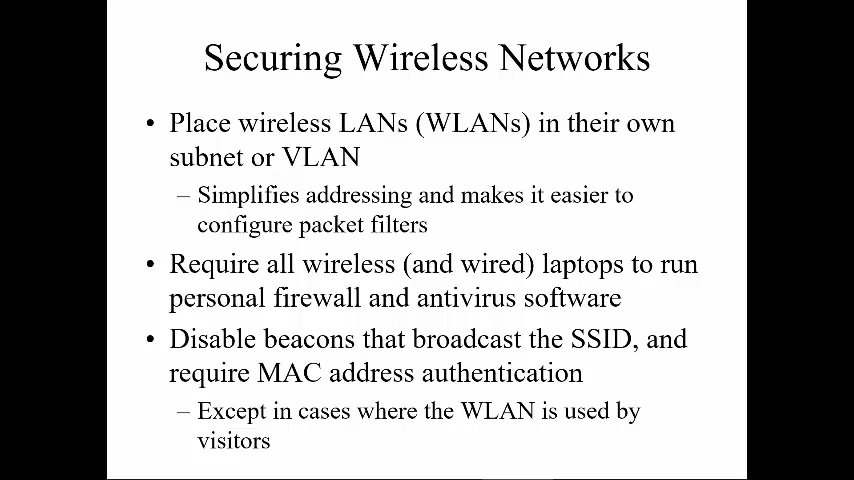 Securing Wireless Networks
• Place wireless LANs (WLANs) in their own
subnet or VLAN
– Simplifies addressing and makes it easier to
configure packet filters
• Require all wireless (and wired) laptops to run
personal firewall and antivirus software
• Disable beacons that broadcast the SSID, and
require MAC address authentication
– Except in cases where the WLAN is used by
visitors